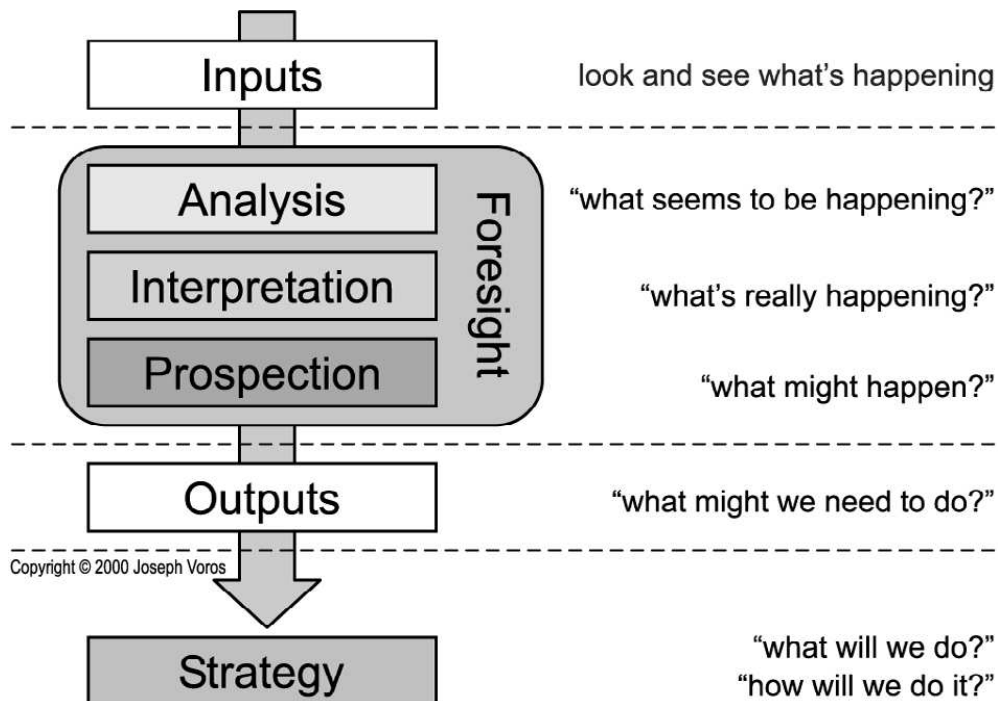 Inputs
look and see what's happening
Analysis
“what seems to be happening?”
Interpretation
“what's really happening?”
Prospection
“what might happen?”
Foresight
Outputs
“what might we need to do?”
Copyright © 2000 Joseph Voros
Strategy
“what will we do?”
“how will we do it?”